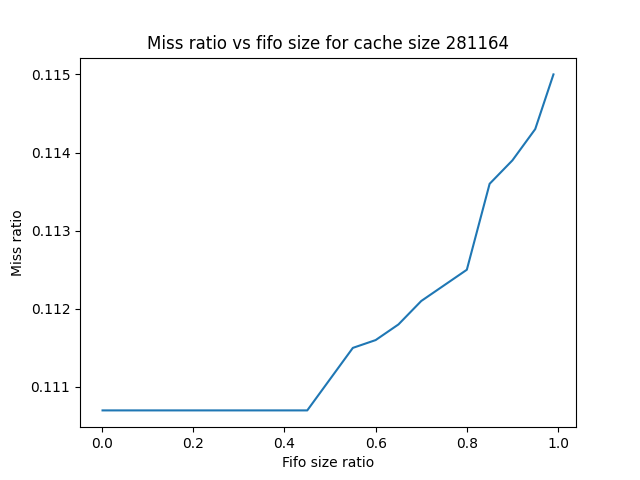 Miss ratio vs fifo size for cache size 281164
0.115
0.114
0.113
0.112
0.111
Miss ratio
0.0 0.2 0.4 0.6 0.8 1.0
Fifo size ratio